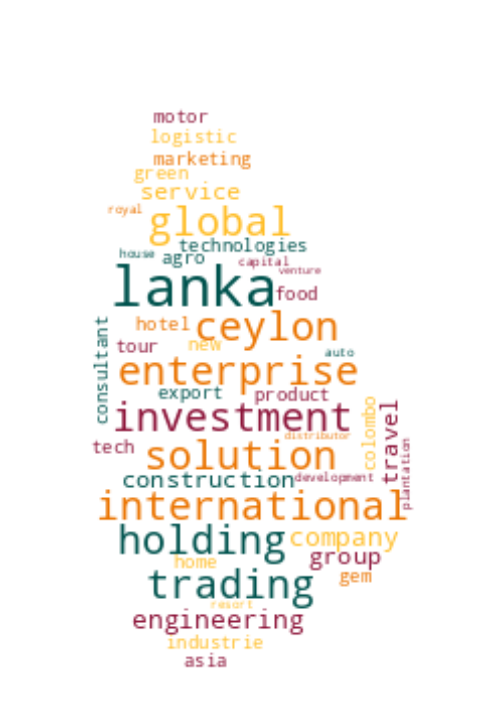 motor
logistic
marketing
green
service
royal
global
technologies
house agro capital
venture
lanka food
hotel ceylon
tour new auto
consultant
enterprise
export product
investment
colombo
travel
distributor
tech solution
plantation
construction development
international
holding company
group
home gem
trading
resort
engineering
industrie
asia